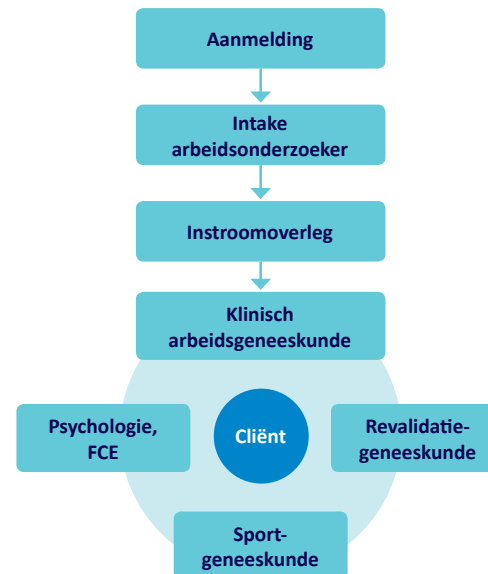 Aanmelding
Intake
arbeidsonderzoeker
Instroomoverleg
Klinisch
arbeidsgeneeskunde
Psychologie,
FCE
Cliënt
Revalidatie-
geneeskunde
Sport-
geneeskunde